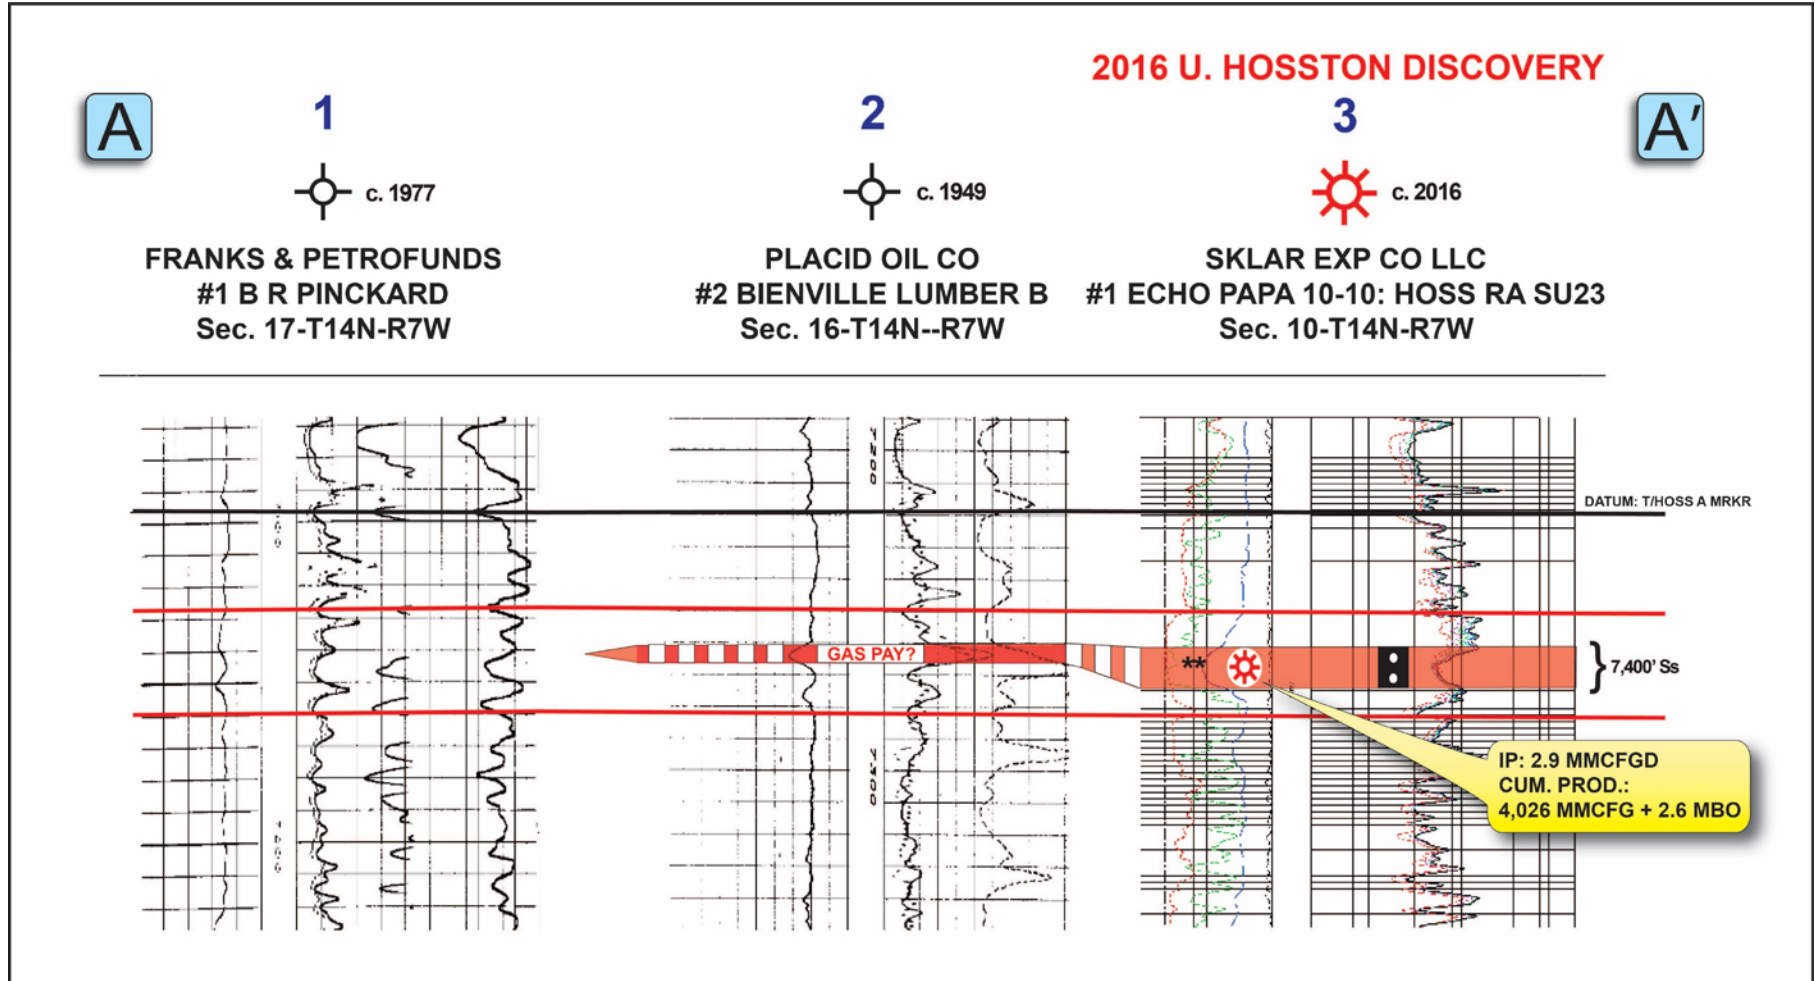 2016 U. HOSSTON DISCOVERY
A
1
2
3
A'
c. 1977
c. 1949
c. 2016
FRANKS & PETROFUNDS
#1 B R PINCKARD
Sec. 17-T14N-R7W
PLACID OIL CO
#2 BIENVILLE LUMBER B
Sec. 16-T14N--R7W
SKLAR EXP CO LLC
#1 ECHO PAPA 10-10: HOSS RA SU23
Sec. 10-T14N-R7W
7200
DATUM: T/HOSS A MRKR
GAS PAY?
**
7,400' Ss
7300
IP: 2.9 MMCFGD
CUM. PROD.:
4,026 MMCFG + 2.6 MBO